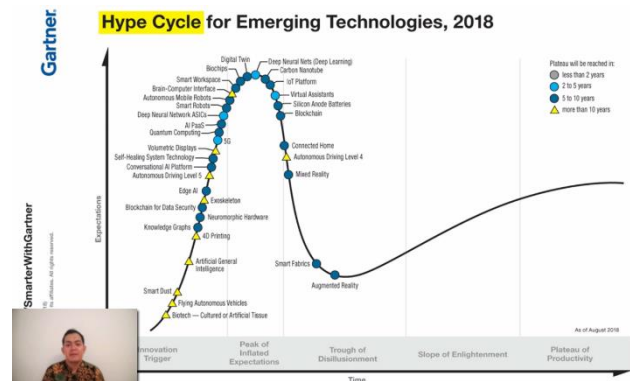 Hype Cycle for Emerging Technologies, 2018
Gartner.
Plateau will be reached in:
less than 2 years
2 to 5 years
5 to 10 years
more than 10 years
Expectations
Digital Twin
Biochips
Smart Workspace
Brain-Computer Interface
Autonomous Mobile Robots
Smart Robots
Deep Neural Network ASICs
AI PaaS
Quantum Computing
5G
Volumetric Displays
Self-Healing System Technology
Conversational AI Platform
Autonomous Driving Level 5
Edge AI
Exoskeleton
Blockchain for Data Security
Neuromorphic Hardware
Knowledge Graphs
4D Printing
Artificial General
Intelligence
Smart Dust
Flying Autonomous Vehicles
Biotech — Cultured or Artificial Tissue
Deep Neural Nets (Deep Learning)
Carbon Nanotube
IoT Platform
Virtual Assistants
Silicon Anode Batteries
Blockchain
Connected Home
Autonomous Driving Level 4
Mixed Reality
Smart Fabrics
Augmented Reality
As of August 2018
Innovation
Trigger
Peak of
Inflated
Expectations
Trough of
Disillusionment
Slope of Enlightenment
Plateau of
Productivity
Time
#SmarterWithGartner
affiliates. All rights reserved.